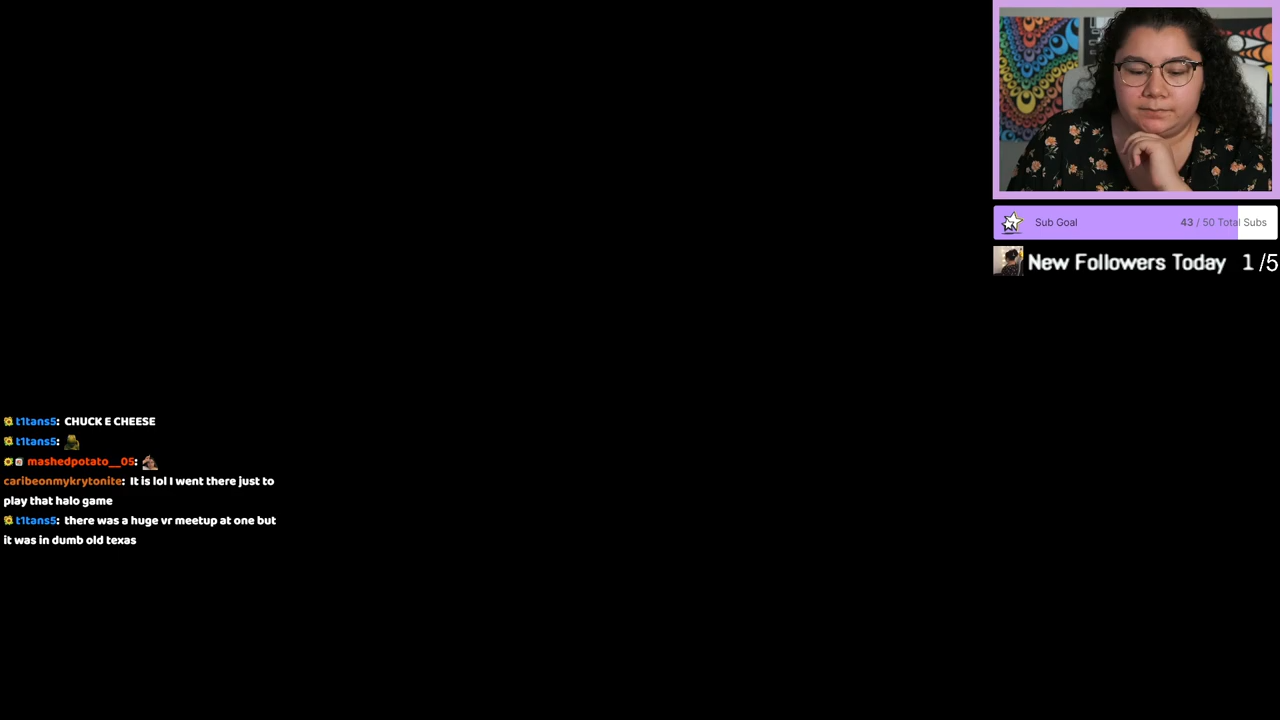 Sub Goal 43 / 50 Total Subs
New Followers Today 1 /5
t1tans5: CHUCK E CHEESE
t1tans5:
mashedpotato__05:
caribeonmykrytonite: It is lol I went there just to
play that halo game
t1tans5: there was a huge vr meetup at one but
it was in dumb old texas